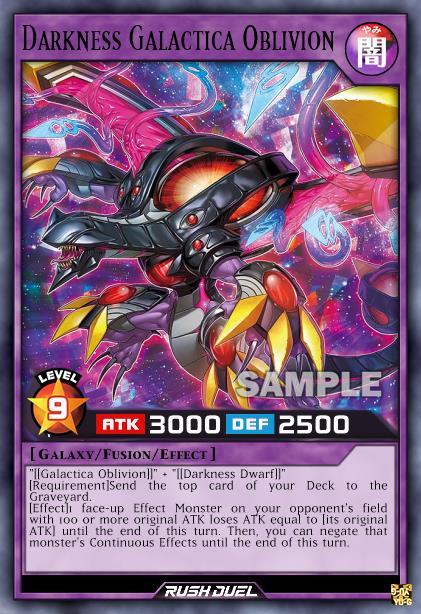 Darkness Galactica Oblivion
やみ
闇
SAMPLE
LEVEL
9
ATK 3000 DEF 2500
[Galaxy/Fusion/Effect]
"[[Galactica Oblivion]]" + "[[Darkness Dwarf]]"
[Requirement]Send the top card of your Deck to the
Graveyard.
[Effect]1 face-up Effect Monster on your opponent's field
with 100 or more original ATK loses ATK equal to [its original
ATK] until the end of this turn. Then, you can negate that
monster's Continuous Effects until the end of this turn.
RUSH DUEL